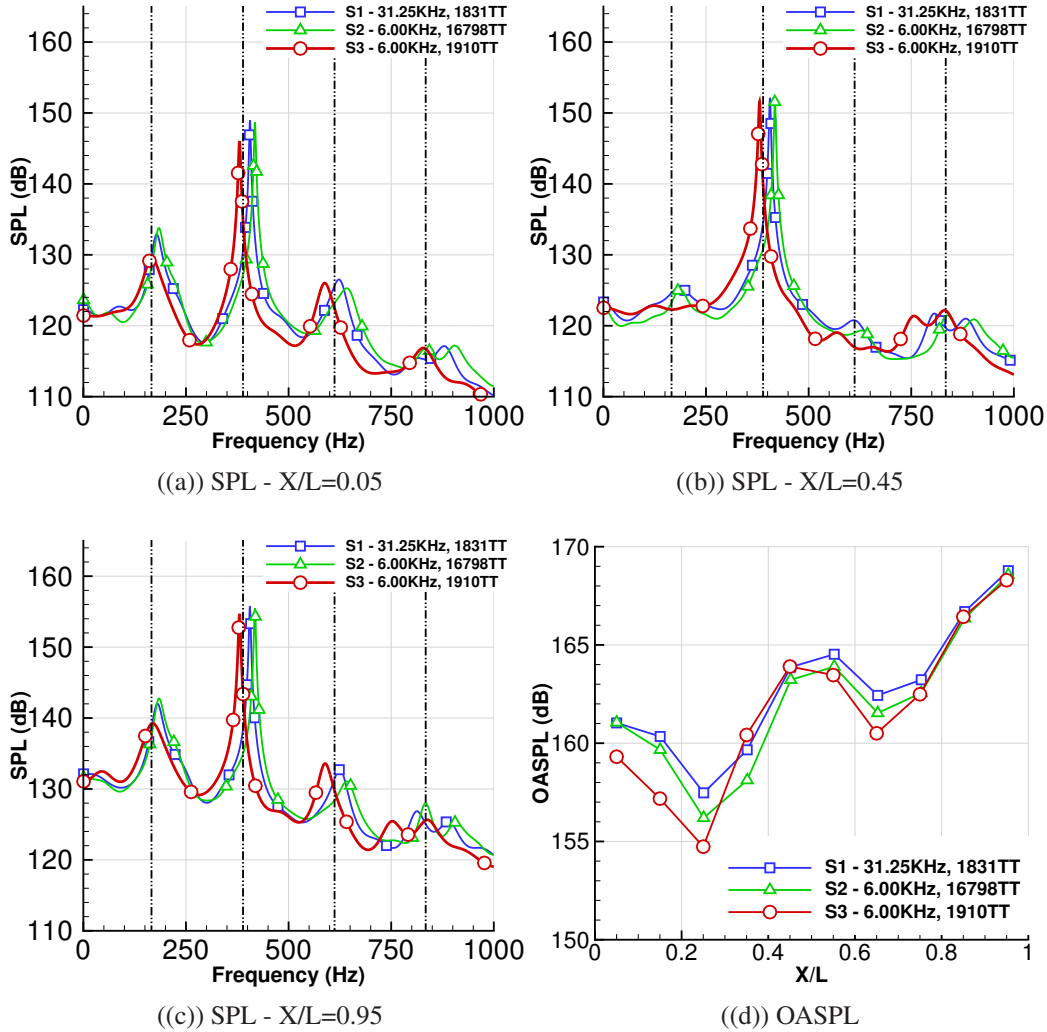 SPL (dB)
160
150
140
130
120
110
S1 - 31.25KHz, 1831TT
S2 - 6.00KHz, 16798TT
S3 - 6.00KHz, 1910TT
0
250
500
750
1000
Frequency (Hz)
((a)) SPL - X/L=0.05
SPL (dB)
160
150
140
130
120
110
S1 - 31.25KHz, 1831TT
S2 - 6.00KHz, 16798TT
S3 - 6.00KHz, 1910TT
0
250
500
750
1000
Frequency (Hz)
((b)) SPL - X/L=0.45
SPL (dB)
160
150
140
130
120
110
S1 - 31.25KHz, 1831TT
S2 - 6.00KHz, 16798TT
S3 - 6.00KHz, 1910TT
0
250
500
750
1000
Frequency (Hz)
((c)) SPL - X/L=0.95
OASPL (dB)
170
165
160
155
150
S1 - 31.25KHz, 1831TT
S2 - 6.00KHz, 16798TT
S3 - 6.00KHz, 1910TT
0
0.2
0.4
0.6
0.8
1
X/L
((d)) OASPL